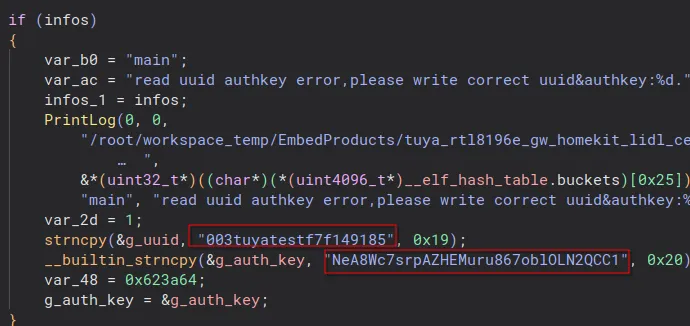 if (infos)
{
var_b0 = "main";
var_ac = "read uuid authkey error,please write correct uuid&authkey:%d."
infos_1 = infos;
PrintLog(0, 0,
"/root/workspace_temp/EmbedProducts/tuya_rtl8196e_gw_homekit_lidl_ce
… ",
&*(uint32_t*)((char*)(*(uint4096_t*)__elf_hash_table.buckets)[0x25])
"main", "read uuid authkey error,please write correct uuid&authkey:%
var_2d = 1;
strncpy(&g_uuid, "003tuyatestf7f149185", 0x19);
__builtin_strncpy(&g_auth_key, "NeA8Wc7srpAZHEMuru867oblOLN2QCC1", 0x20)
var_48 = 0x623a64;
g_auth_key = &g_auth_key;
}